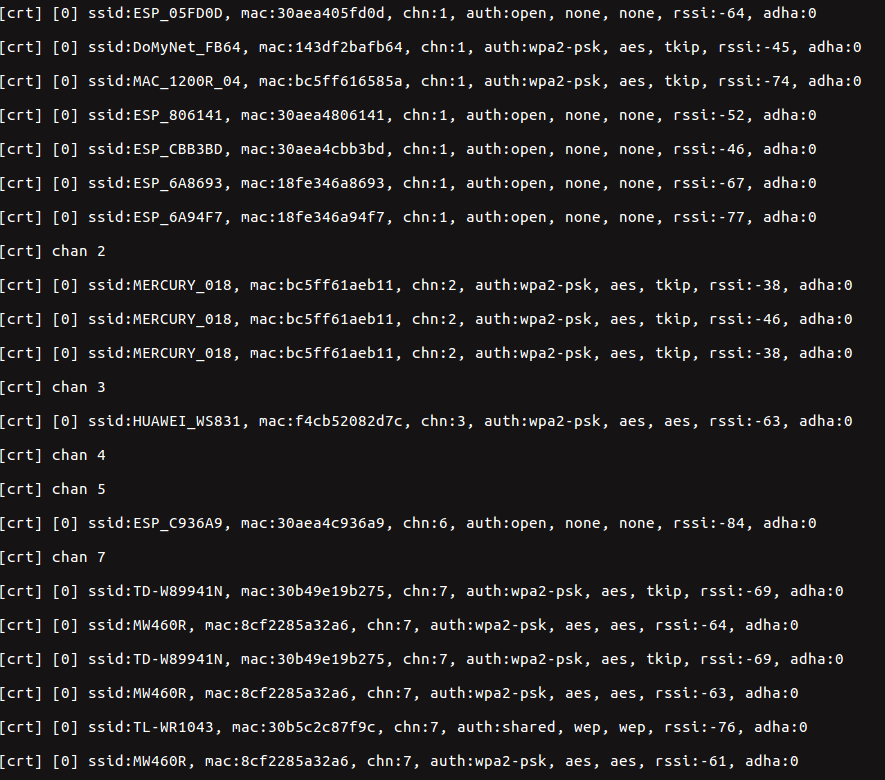 [crt] [0] ssid:ESP_05FD0D, mac:30aea405fd0d, chn:1, auth:open, none, none, rssi:-64, adha:0
[crt] [0] ssid:DoMyNet_FB64, mac:143df2bafb64, chn:1, auth:wpa2-psk, aes, tkip, rssi:-45, adha:0
[crt] [0] ssid:MAC_1200R_04, mac:bc5ff616585a, chn:1, auth:wpa2-psk, aes, tkip, rssi:-74, adha:0
[crt] [0] ssid:ESP_806141, mac:30aea4806141, chn:1, auth:open, none, none, rssi:-52, adha:0
[crt] [0] ssid:ESP_CBB3BD, mac:30aea4cbb3bd, chn:1, auth:open, none, none, rssi:-46, adha:0
[crt] [0] ssid:ESP_6A8693, mac:18fe346a8693, chn:1, auth:open, none, none, rssi:-67, adha:0
[crt] [0] ssid:ESP_6A94F7, mac:18fe346a94f7, chn:1, auth:open, none, none, rssi:-77, adha:0
[crt] chan 2
[crt] [0] ssid:MERCURY_018, mac:bc5ff61aeb11, chn:2, auth:wpa2-psk, aes, tkip, rssi:-38, adha:0
[crt] [0] ssid:MERCURY_018, mac:bc5ff61aeb11, chn:2, auth:wpa2-psk, aes, tkip, rssi:-46, adha:0
[crt] [0] ssid:MERCURY_018, mac:bc5ff61aeb11, chn:2, auth:wpa2-psk, aes, tkip, rssi:-38, adha:0
[crt] chan 3
[crt] [0] ssid:HUAWEI_WS831, mac:f4cb52082d7c, chn:3, auth:wpa2-psk, aes, aes, rssi:-63, adha:0
[crt] chan 4
[crt] chan 5
[crt] [0] ssid:ESP_C936A9, mac:30aea4c936a9, chn:6, auth:open, none, none, rssi:-84, adha:0
[crt] chan 7
[crt] [0] ssid:TD-W89941N, mac:30b49e19b275, chn:7, auth:wpa2-psk, aes, tkip, rssi:-69, adha:0
[crt] [0] ssid:MW460R, mac:8cf2285a32a6, chn:7, auth:wpa2-psk, aes, aes, rssi:-64, adha:0
[crt] [0] ssid:TD-W89941N, mac:30b49e19b275, chn:7, auth:wpa2-psk, aes, tkip, rssi:-69, adha:0
[crt] [0] ssid:MW460R, mac:8cf2285a32a6, chn:7, auth:wpa2-psk, aes, aes, rssi:-63, adha:0
[crt] [0] ssid:TL-WR1043, mac:30b5c2c87f9c, chn:7, auth:shared, wep, wep, rssi:-76, adha:0
[crt] [0] ssid:MW460R, mac:8cf2285a32a6, chn:7, auth:wpa2-psk, aes, aes, rssi:-61, adha:0